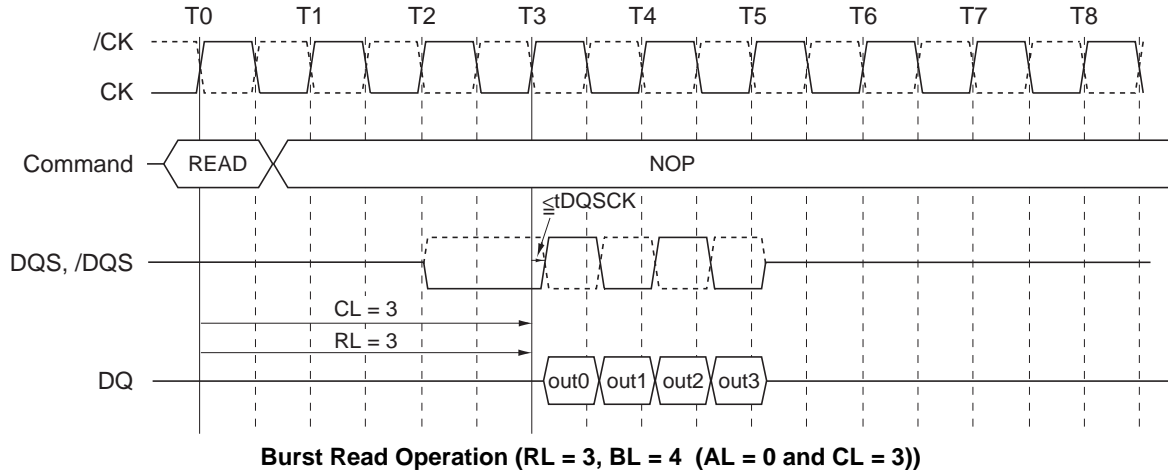 T0 T1 T2 T3 T4 T5 T6 T7 T8
/CK
CK
Command READ NOP
≦tDQSCK
DQS, /DQS
CL = 3
RL = 3
DQ out0 out1 out2 out3
Burst Read Operation (RL = 3, BL = 4 (AL = 0 and CL = 3))